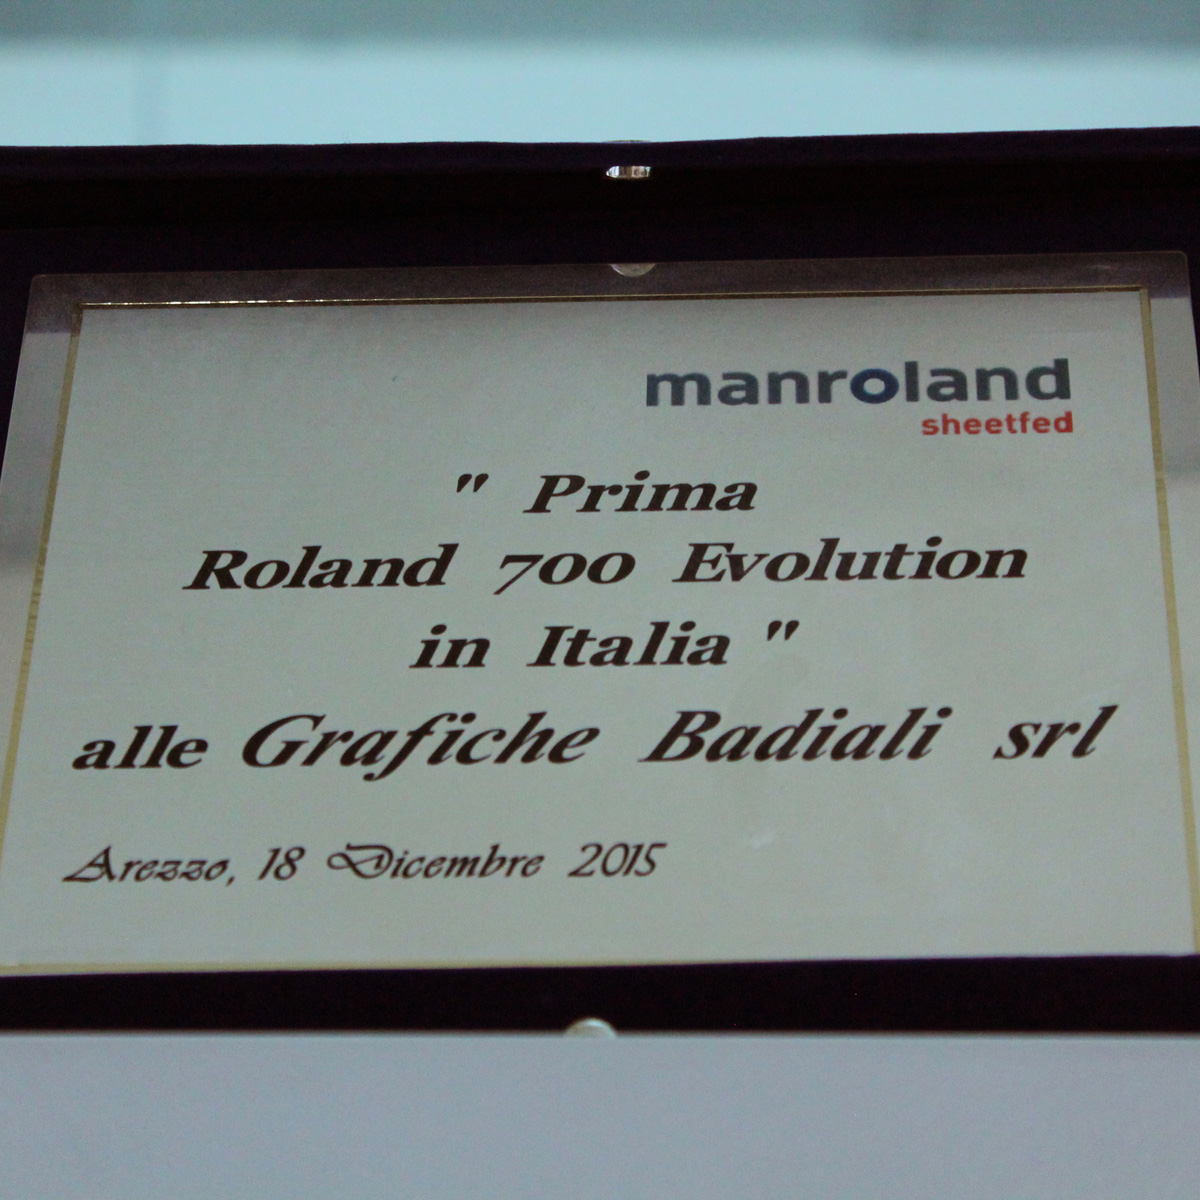 manroland
sheetfed
" Prima
Roland 700 Evolution
in Italia "
alle Grafiche Badiali srl
Arezzo, 18 Dicembre 2015